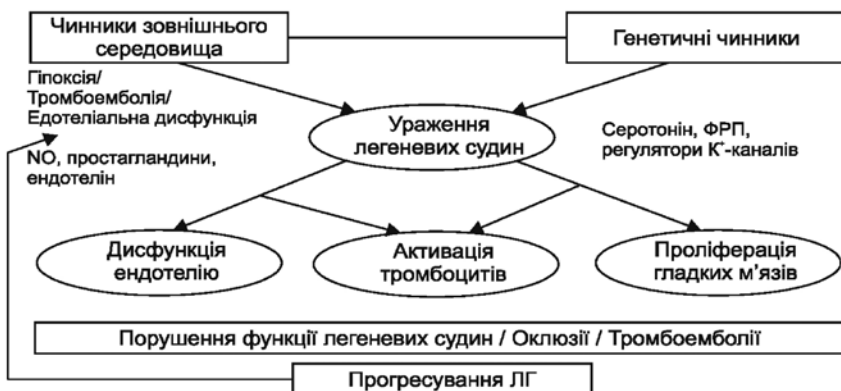 Чинники зовнішнього
середовища
Генетичні чинники
Гіпоксія/
Тромбоемболія/
Едотеліальна дисфункція
NO, простагландини,
ендотелін
Ураження
легеневих судин
Серотонін, ФРП,
регулятори K⁺-каналів
Дисфункція
ендотелію
Активація
тромбоцитів
Проліферація
гладких м'язів
Порушення функції легеневих судин / Оклюзії / Тромбоемболії
Прогресування ЛГ